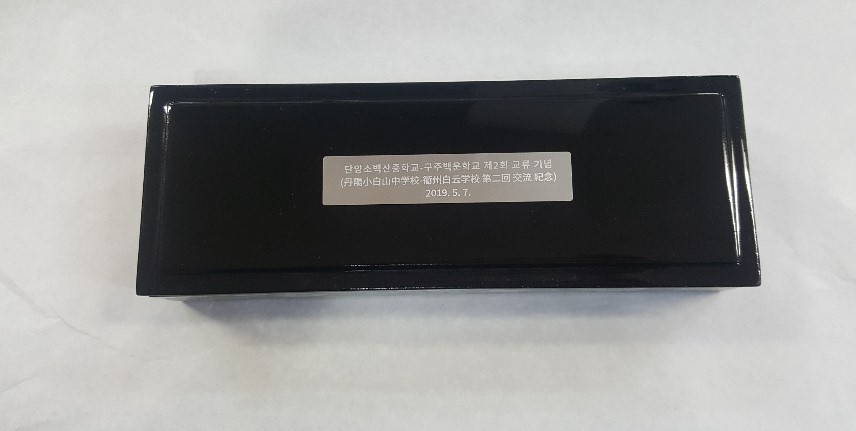 단양소백산중학교-구주백운학교 제2회 교류 기념
(丹陽小白山中学校-衢州白云学校 第二回 交流 紀念)
2019. 5. 7.